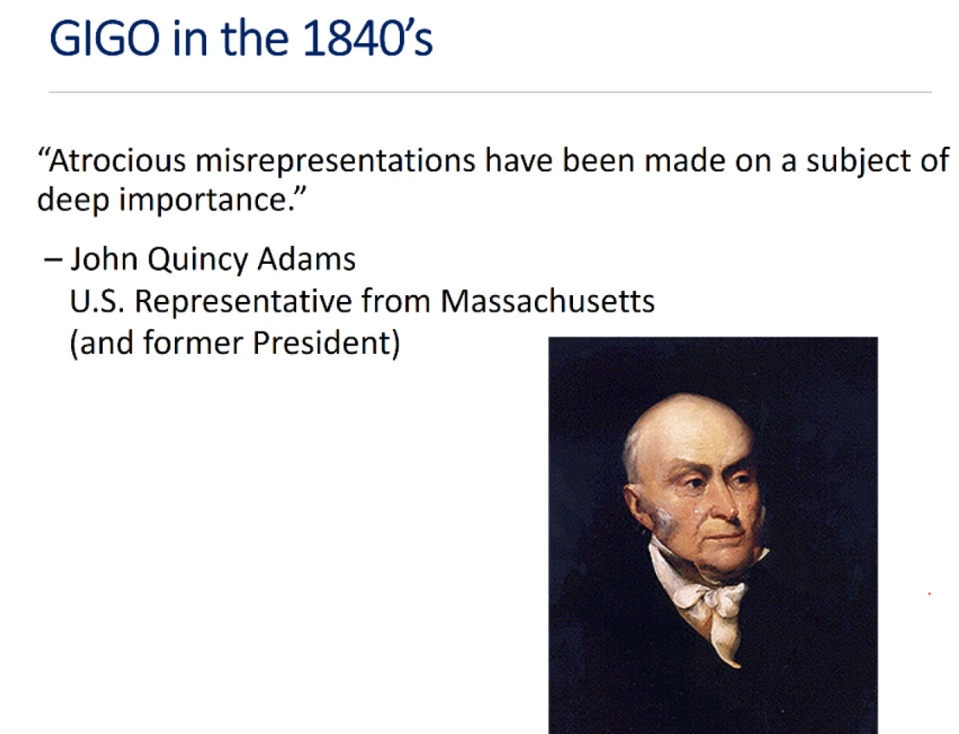 GIGO in the 1840’s
“Atrocious misrepresentations have been made on a subject of
deep importance.”
– John Quincy Adams
U.S. Representative from Massachusetts
(and former President)